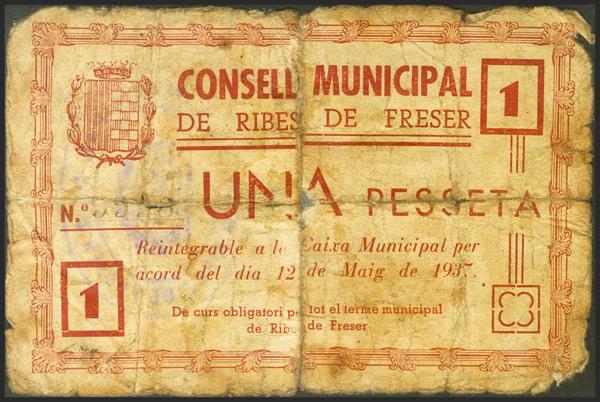 CONSELL MUNICIPAL
DE RIBES DE FRESER
1
UNA PESSETA
N.º
Reintegrable a la Caixa Municipal per
acord del dia 12 de Maig de 1937.
1
De curs obligatori per tot el terme municipal
de Ribes de Freser